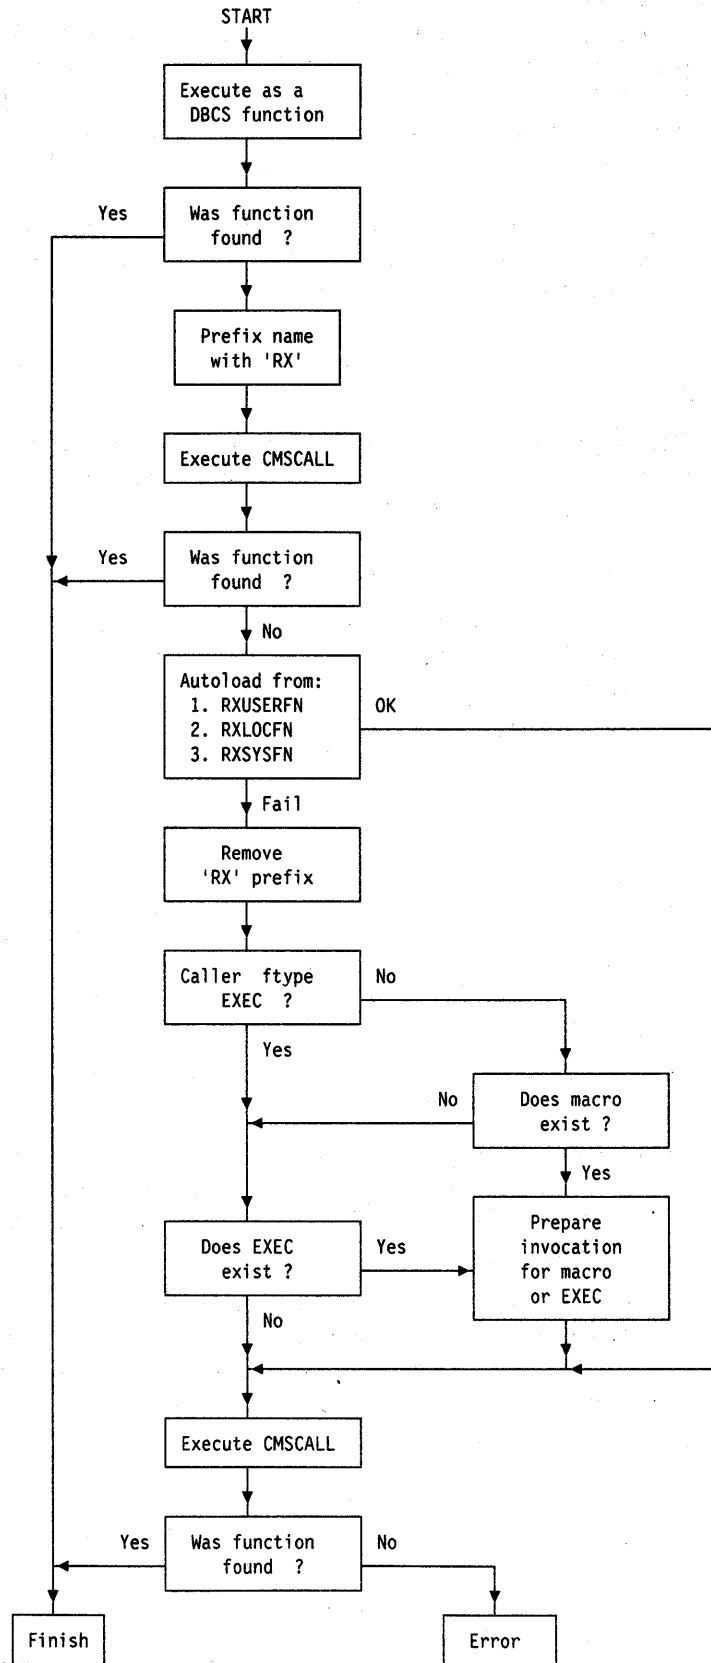 START
Execute as a
DBCS function
Yes
Was function
found ?
Prefix name
with 'RX'
Execute CMSCALL
Yes
Was function
found ?
No
Autoload from:
1. RXUSERFN
2. RXLOCFN
3. RXSYSFN
OK
Fail
Remove
'RX' prefix
Caller ftype
EXEC ?
No
Yes
No
Does macro
exist ?
Yes
Does EXEC
exist ?
Yes
Prepare
invocation
for macro
or EXEC
No
Execute CMSCALL
Yes
Was function
found ?
No
Finish
Error